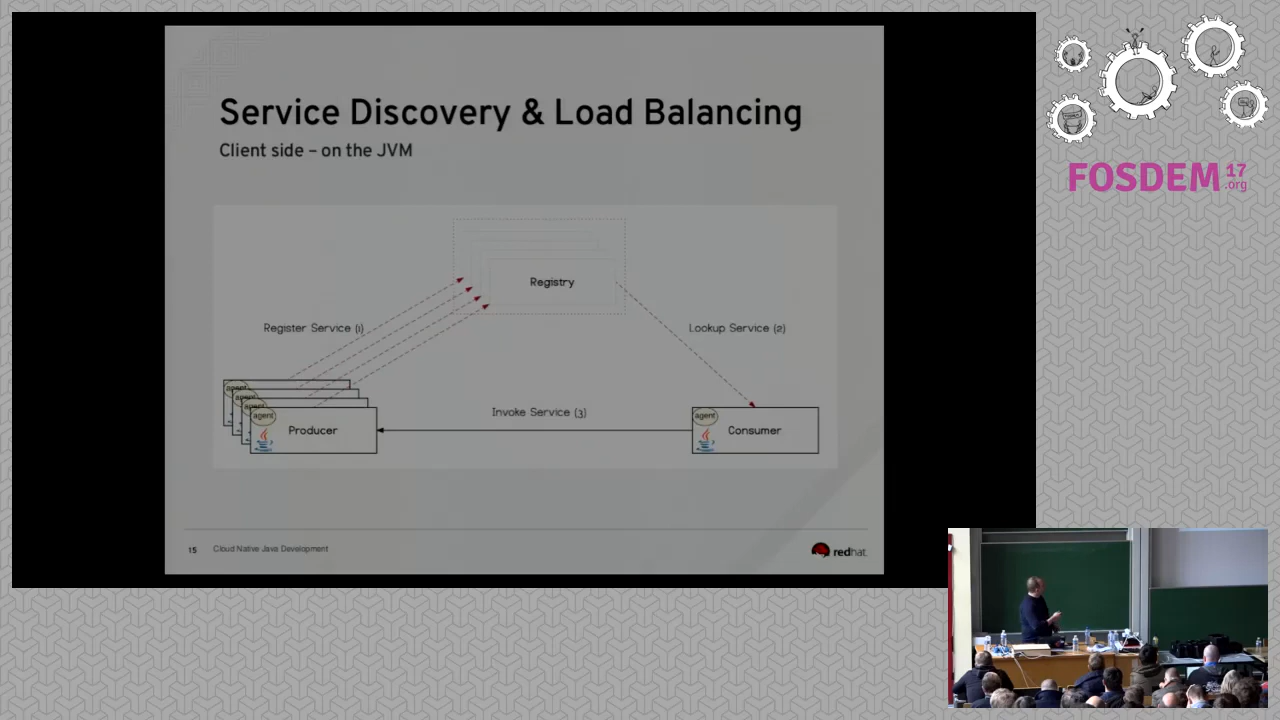 Service Discovery & Load Balancing
Client side – on the JVM
Registry
Register Service (1)
Lookup Service (2)
agent
agent
agent
agent
Producer
Invoke Service (3)
agent
Consumer
15
Cloud Native Java Development
redhat.
FOSDEM 17
.org